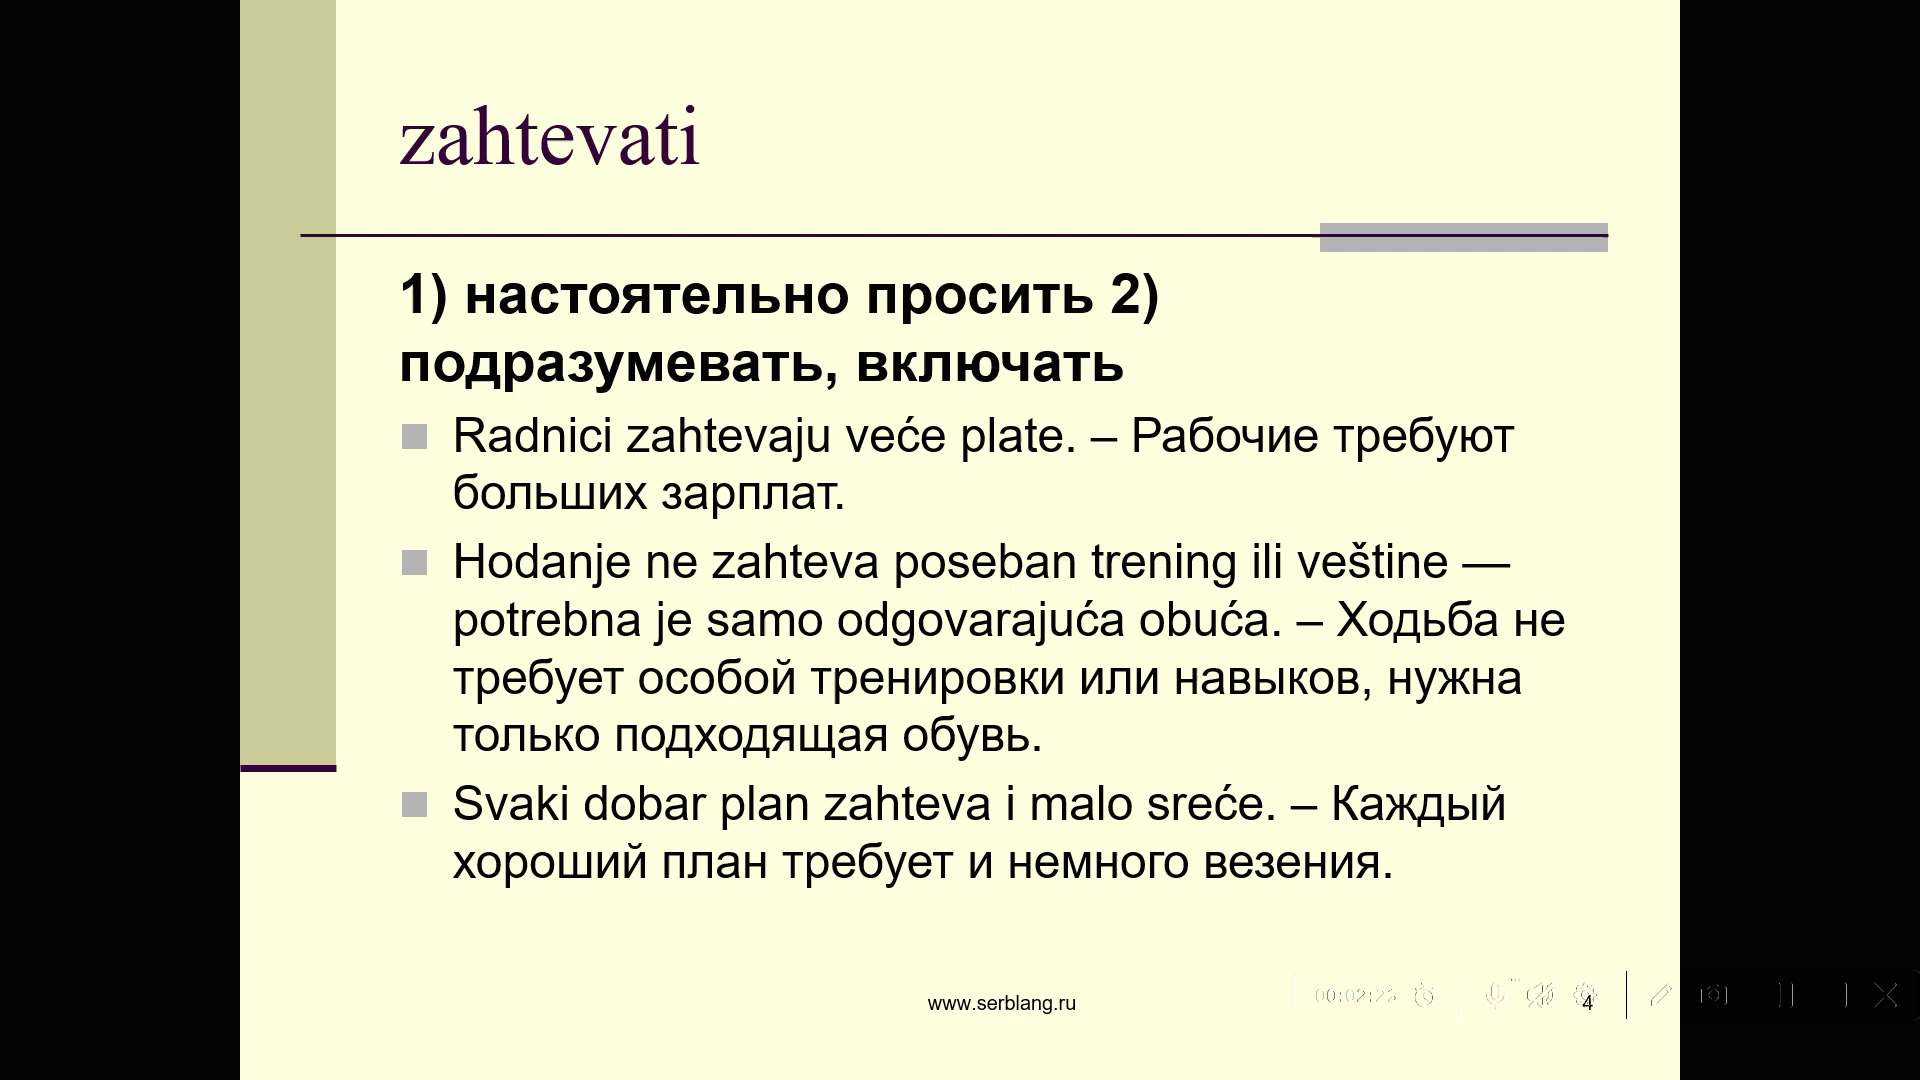 zahtevati
1) настоятельно просить 2)
подразумевать, включать
Radnici zahtevaju veće plate. – Рабочие требуют
больших зарплат.
Hodanje ne zahteva poseban trening ili veštine —
potrebna je samo odgovarajuća obuća. – Ходьба не
требует особой тренировки или навыков, нужна
только подходящая обувь.
Svaki dobar plan zahteva i malo sreće. – Каждый
хороший план требует и немного везения.
www.serblang.ru
4